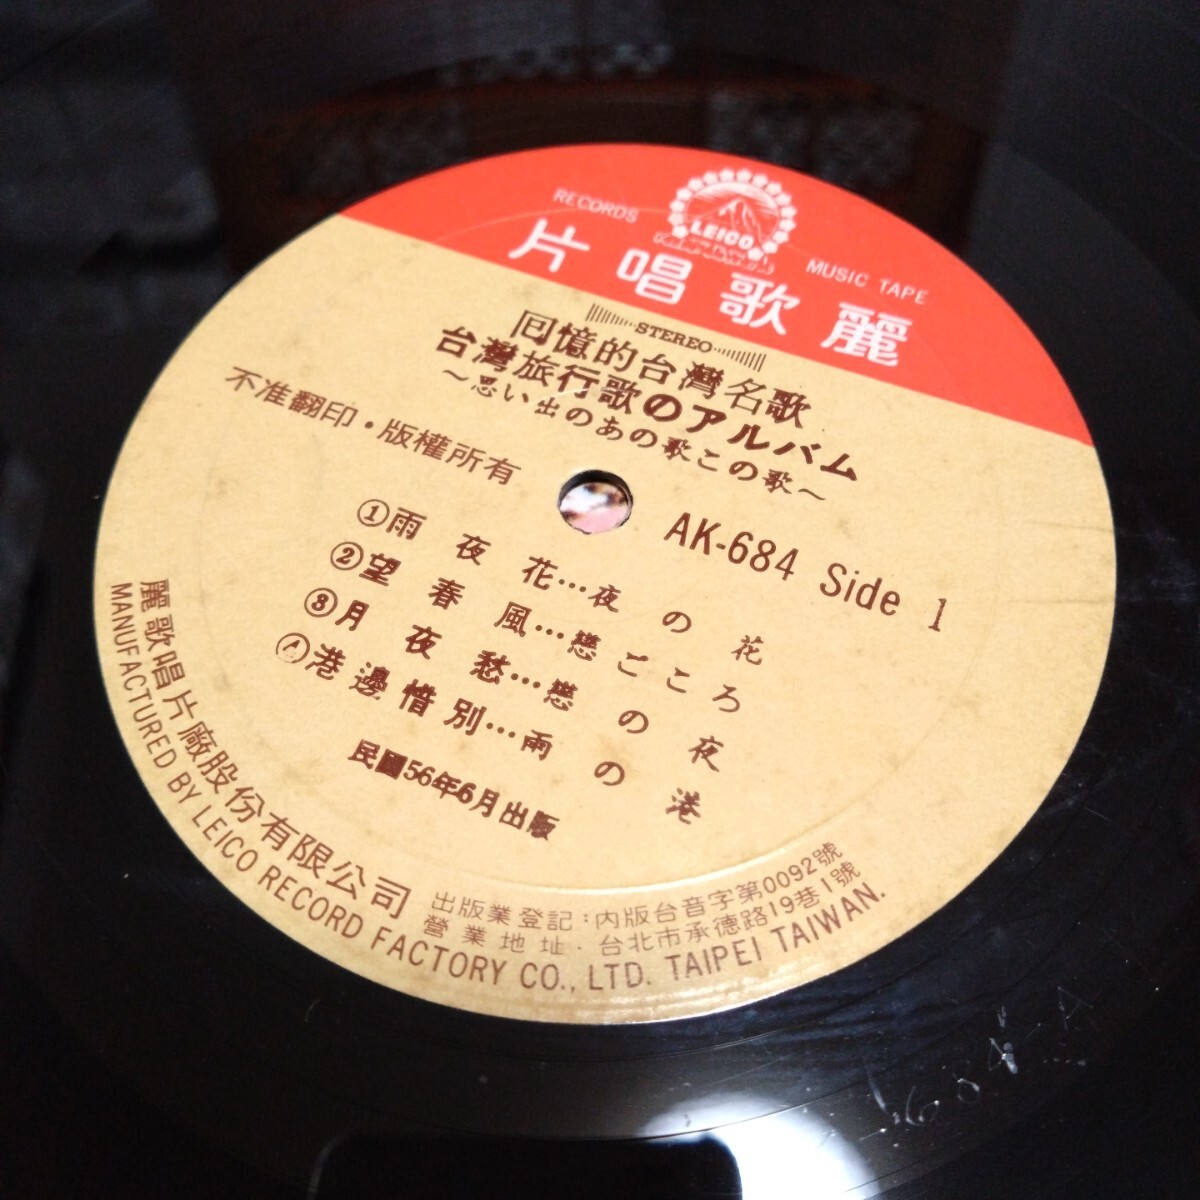 RECORDS
LEICO
MUSIC TAPE
片唱歌麗
STEREO
回憶的台灣名歌
台灣旅行歌のアルバム
～思い出のあの歌この歌～
不准翻印・版權所有
AK-684 Side 1
①雨夜花…夜の花
②望春風…戀ごころ
③月夜愁…戀の夜
④港邊惜別…雨の港
民國56年6月出版
麗歌唱片廠股份有限公司
出版業登記：內版台音字第0092號
營業地址・台北市承德路19巷1號
MANUFACTURED BY LEICO RECORD FACTORY CO., LTD. TAIPEI TAIWAN.
684-A